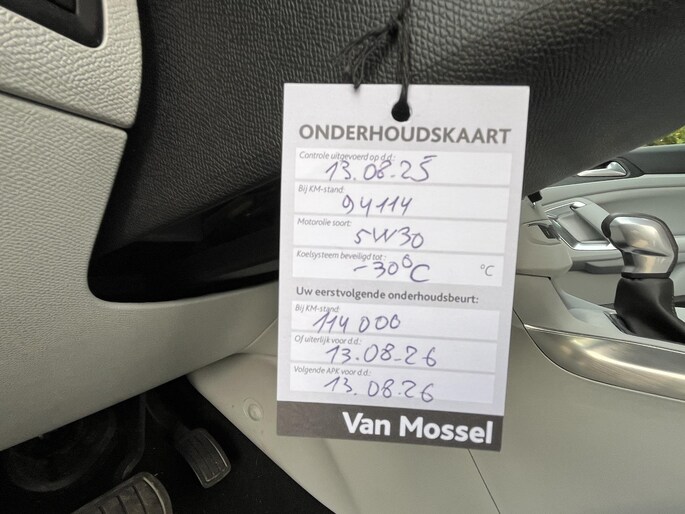 ONDERHOUDSKAART
Controle uitgevoerd op d.d.:
13.08.25
Bij KM-stand:
94114
Motorolie soort:
5W30
Koelsysteem beveiligd tot:
-30°C °C
Uw eerstvolgende onderhoudsbeurt:
Bij KM-stand:
114 000
Of uiterlijk voor d.d.:
13.08-26
Volgende APK voor d.d.:
13.08.26
Van Mossel